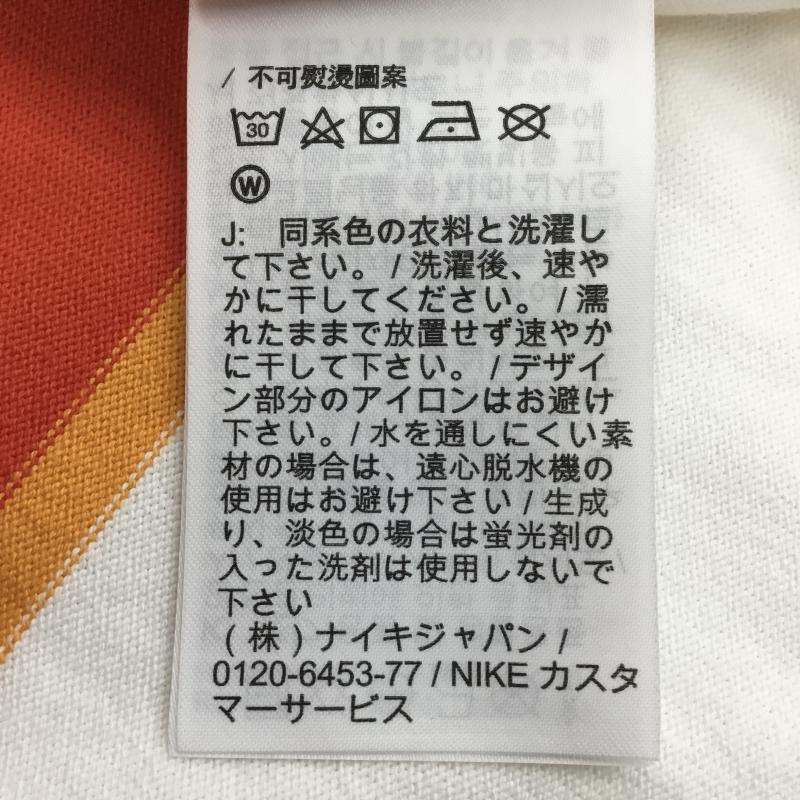 / 不可熨燙圖案
30
W
J: 同系色の衣料と洗濯し
て下さい。 / 洗濯後、速や
かに干してください。 / 濡
れたままで放置せず速やか
に干して下さい。 / デザイ
ン部分のアイロンはお避け
下さい。/ 水を通しにくい素
材の場合は、遠心脱水機の
使用はお避け下さい / 生成
り、淡色の場合は蛍光剤の
入った洗剤は使用しないで
下さい
（株）ナイキジャパン /
0120-6453-77 / NIKE カスタ
マーサービス